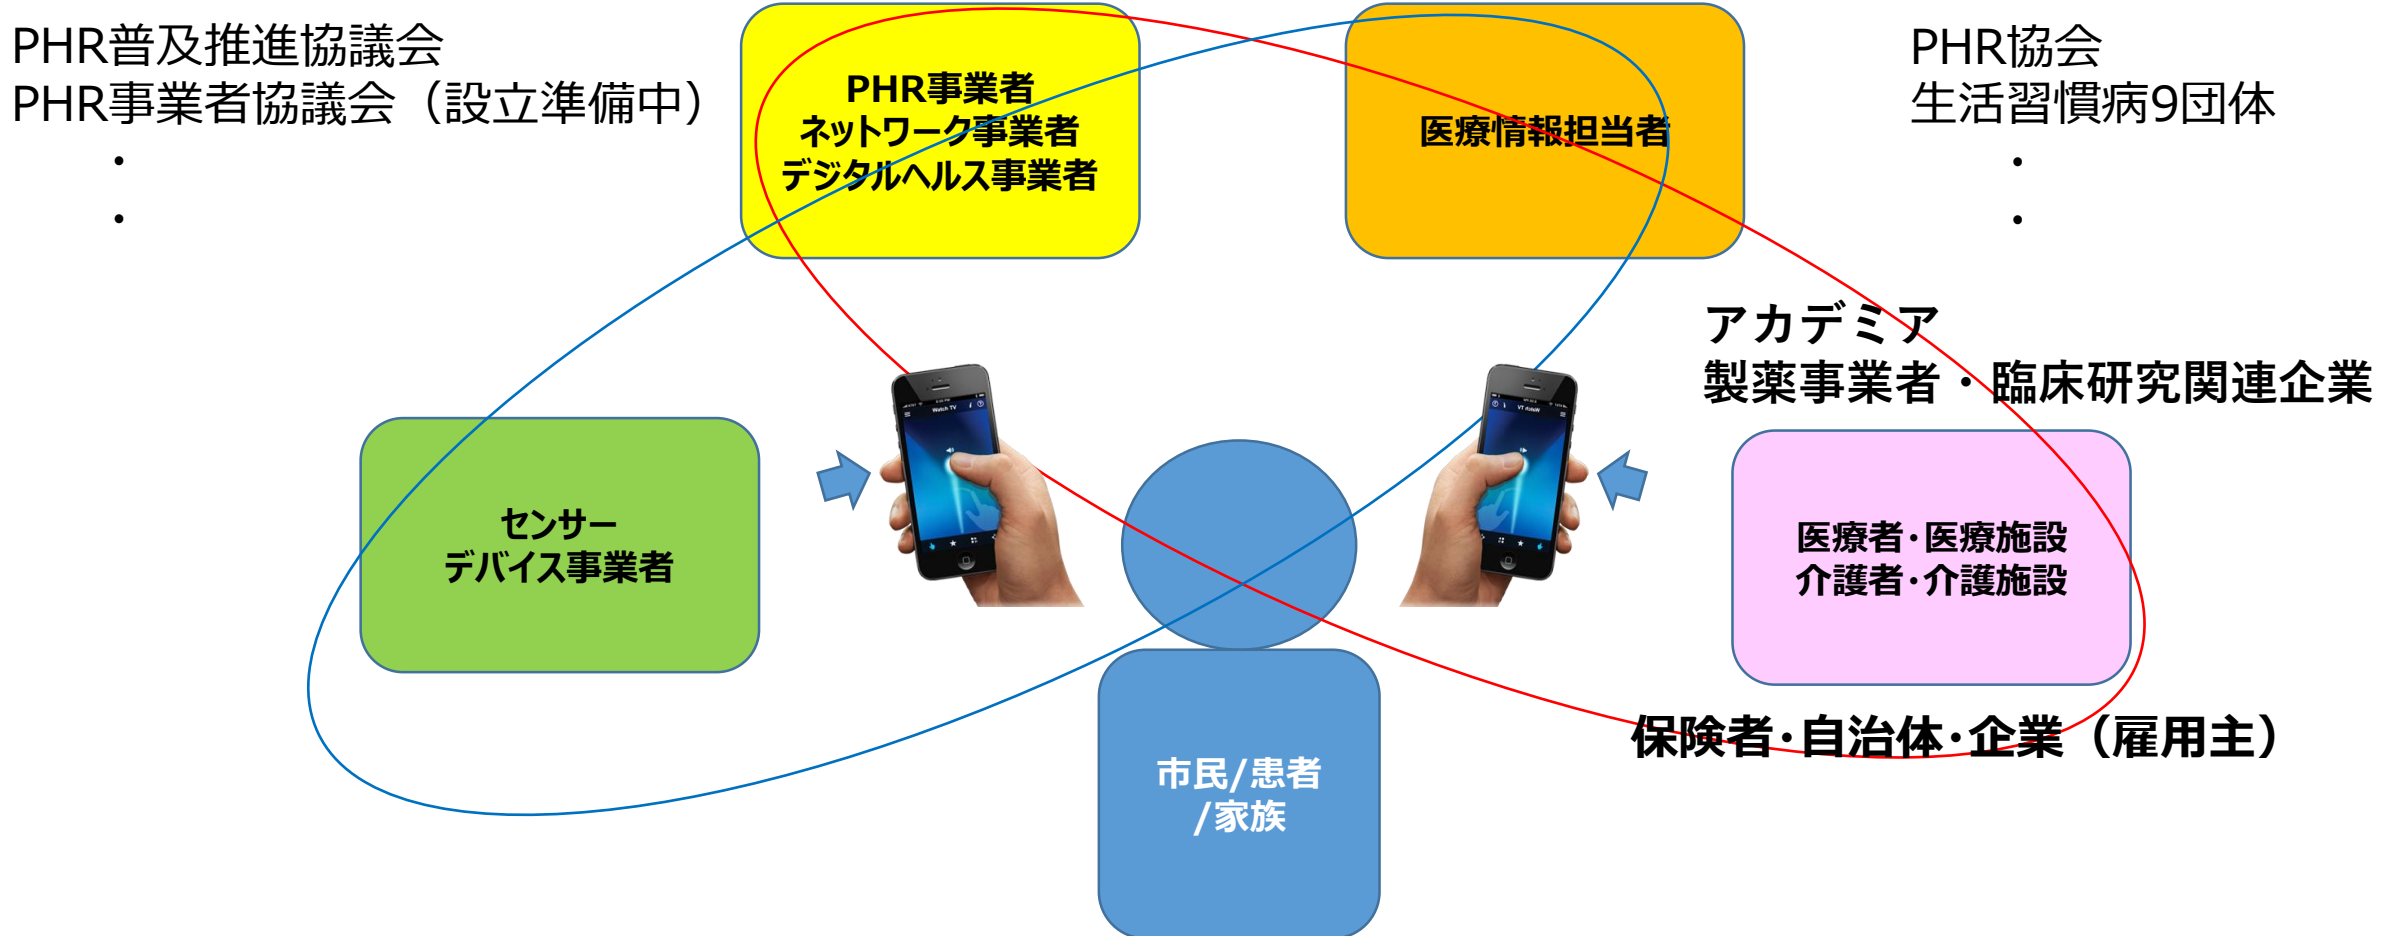 PHR普及推進協議会
PHR事業者協議会（設立準備中）
・
・
PHR事業者
ネットワーク事業者
デジタルヘルス事業者
医療情報担当者
PHR協会
生活習慣病9団体
・
・
アカデミア
製薬事業者・臨床研究関連企業
センサー
デバイス事業者
Watch TV
医療者・医療施設
介護者・介護施設
保険者・自治体・企業（雇用主）
市民/患者
/家族